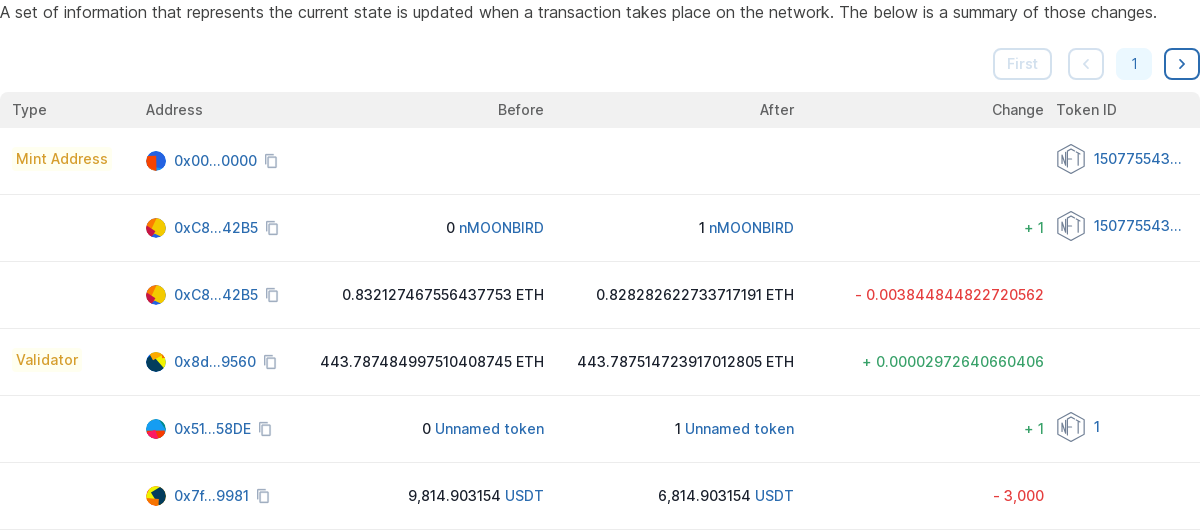 A set of information that represents the current state is updated when a transaction takes place on the network. The below is a summary of those changes.
First 1
Type Address Before After Change Token ID
Mint Address 0x00...0000 NFT 150775543...
0xC8...42B5 0 nMOONBIRD 1 nMOONBIRD + 1 NFT 150775543...
0xC8...42B5 0.832127467556437753 ETH 0.828282622733717191 ETH - 0.003844844822720562
Validator 0x8d...9560 443.787484997510408745 ETH 443.787514723917012805 ETH + 0.00002972640660406
0x51...58DE 0 Unnamed token 1 Unnamed token + 1 NFT 1
0x7f...9981 9,814.903154 USDT 6,814.903154 USDT - 3,000